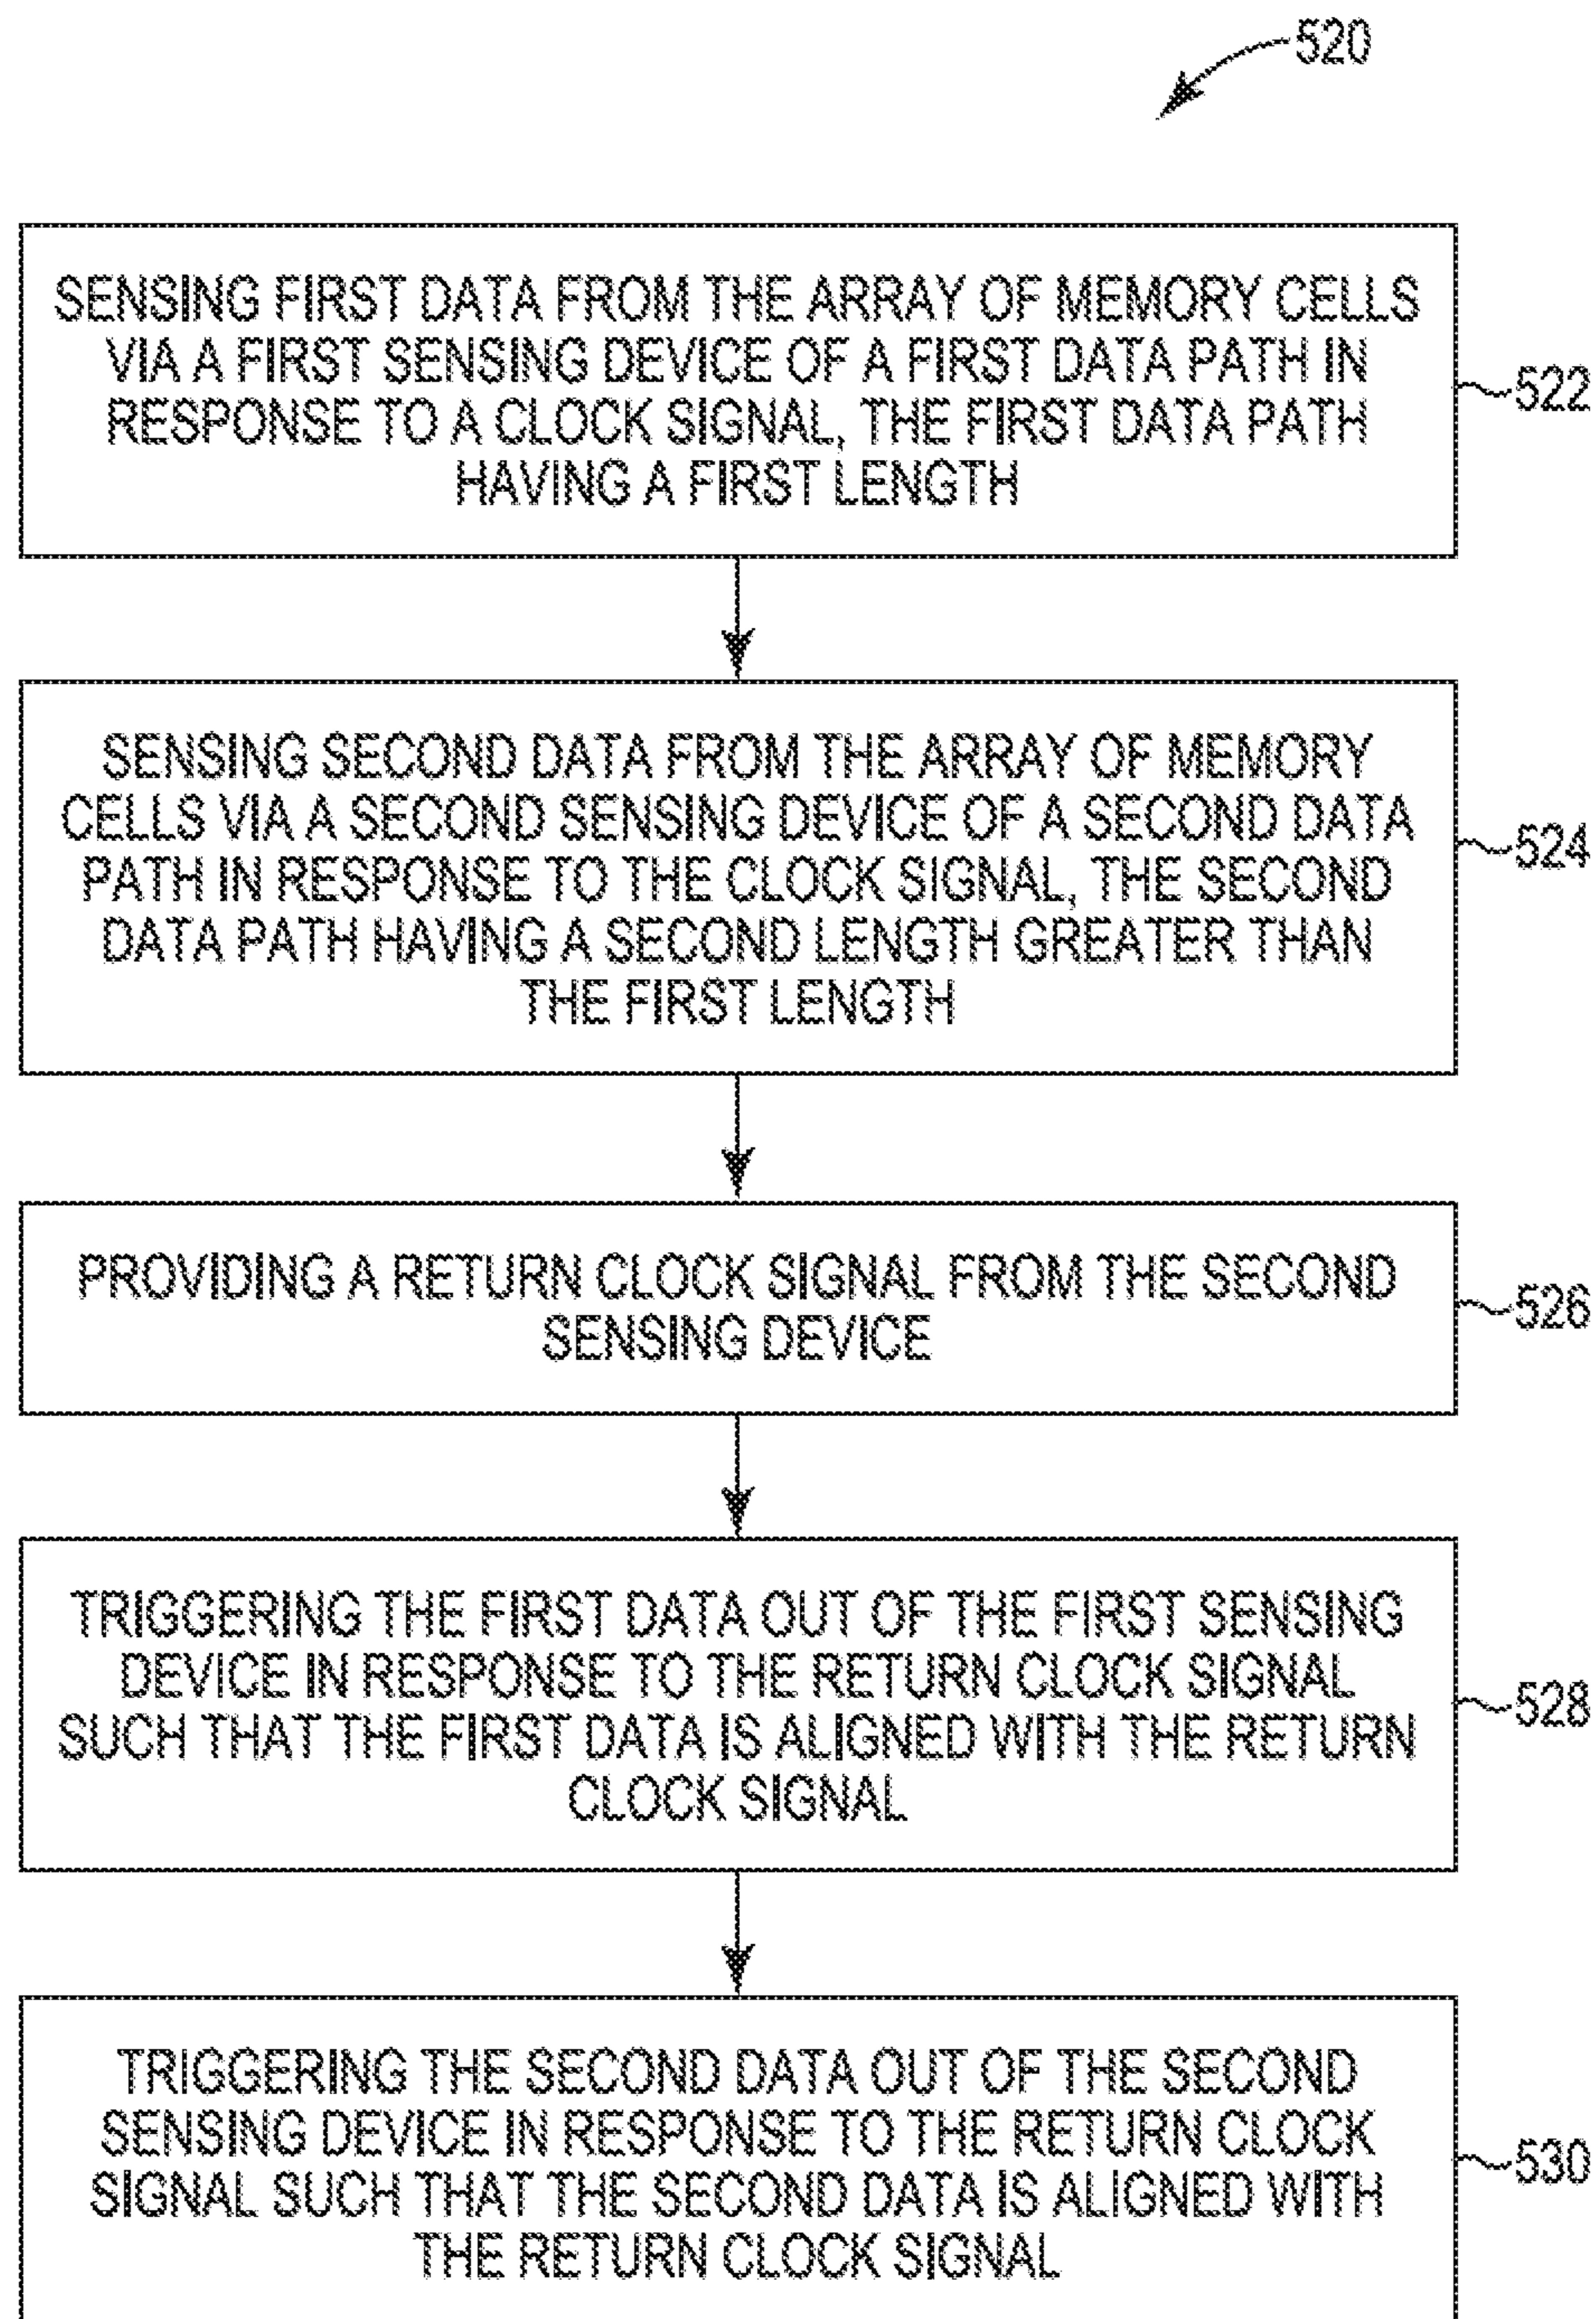 520
SENSING FIRST DATA FROM THE ARRAY OF MEMORY CELLS
VIA A FIRST SENSING DEVICE OF A FIRST DATA PATH IN
RESPONSE TO A CLOCK SIGNAL, THE FIRST DATA PATH
HAVING A FIRST LENGTH
522
SENSING SECOND DATA FROM THE ARRAY OF MEMORY
CELLS VIA A SECOND SENSING DEVICE OF A SECOND DATA
PATH IN RESPONSE TO THE CLOCK SIGNAL, THE SECOND
DATA PATH HAVING A SECOND LENGTH GREATER THAN
THE FIRST LENGTH
524
PROVIDING A RETURN CLOCK SIGNAL FROM THE SECOND
SENSING DEVICE
526
TRIGGERING THE FIRST DATA OUT OF THE FIRST SENSING
DEVICE IN RESPONSE TO THE RETURN CLOCK SIGNAL
SUCH THAT THE FIRST DATA IS ALIGNED WITH THE RETURN
CLOCK SIGNAL
528
TRIGGERING THE SECOND DATA OUT OF THE SECOND
SENSING DEVICE IN RESPONSE TO THE RETURN CLOCK
SIGNAL SUCH THAT THE SECOND DATA IS ALIGNED WITH
THE RETURN CLOCK SIGNAL
530